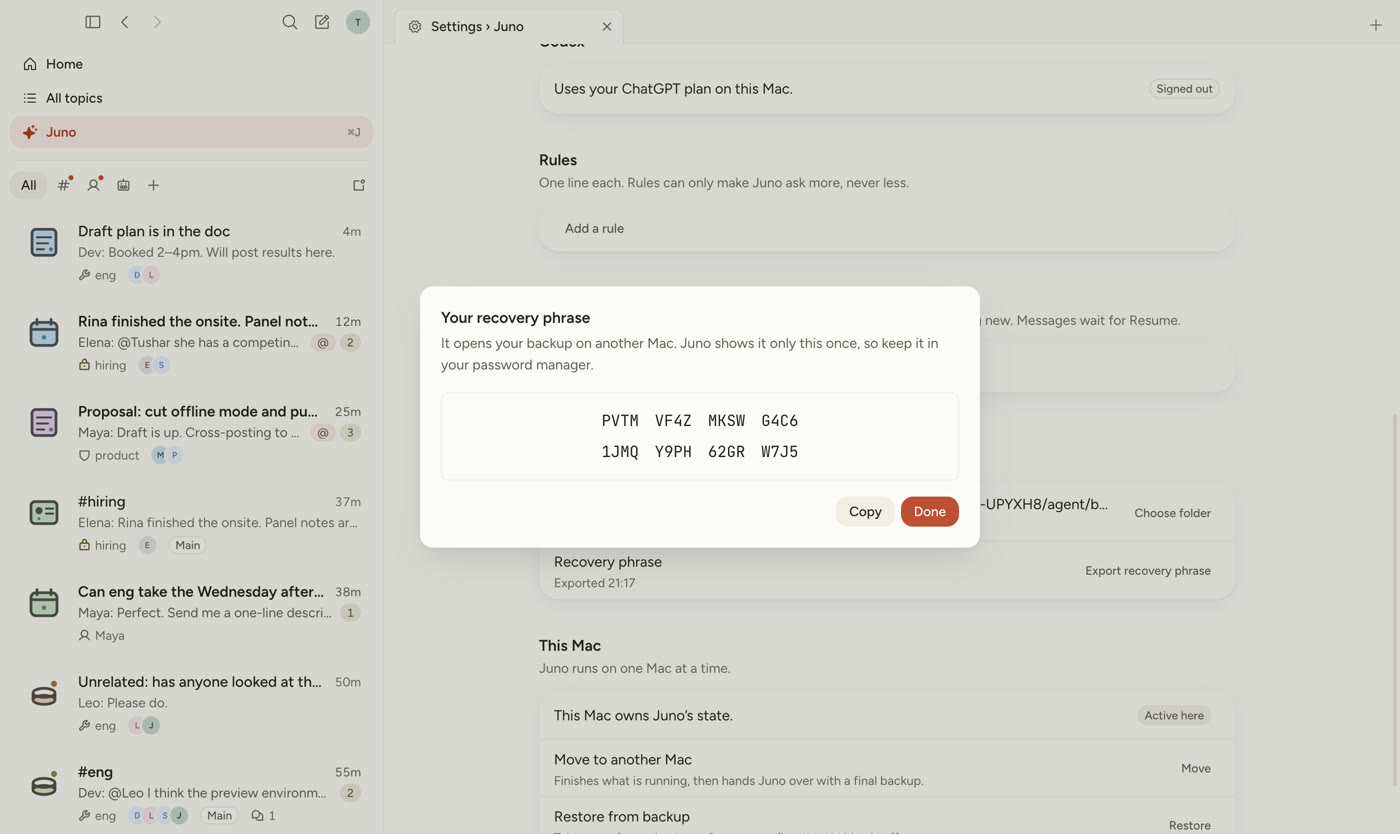 T
Settings › Juno
Home
All topics
Juno
⌘J
All
Draft plan is in the doc
4m
Dev: Booked 2–4pm. Will post results here.
eng
D
L
Rina finished the onsite. Panel not...
12m
Elena: @Tushar she has a competin...
@
2
hiring
E
S
Proposal: cut offline mode and pu...
25m
Maya: Draft is up. Cross-posting to ...
@
3
product
M
P
#hiring
37m
Elena: Rina finished the onsite. Panel notes ar...
hiring
E
Main
Can eng take the Wednesday after...
38m
Maya: Perfect. Send me a one-line descri...
1
Maya
Unrelated: has anyone looked at th...
50m
Leo: Please do.
eng
L
J
#eng
55m
Dev: @Leo I think the preview environm...
2
eng
D
L
S
J
Main
1
Codex
Uses your ChatGPT plan on this Mac.
Signed out
Rules
One line each. Rules can only make Juno ask more, never less.
Add a rule
new. Messages wait for Resume.
Your recovery phrase
It opens your backup on another Mac. Juno shows it only this once, so keep it in
your password manager.
PVTM VF4Z MKSW G4C6
1JMQ Y9PH 62GR W7J5
Copy
Done
-UPYXH8/agent/b...
Choose folder
Recovery phrase
Exported 21:17
Export recovery phrase
This Mac
Juno runs on one Mac at a time.
This Mac owns Juno’s state.
Active here
Move to another Mac
Finishes what is running, then hands Juno over with a final backup.
Move
Restore from backup
Restore